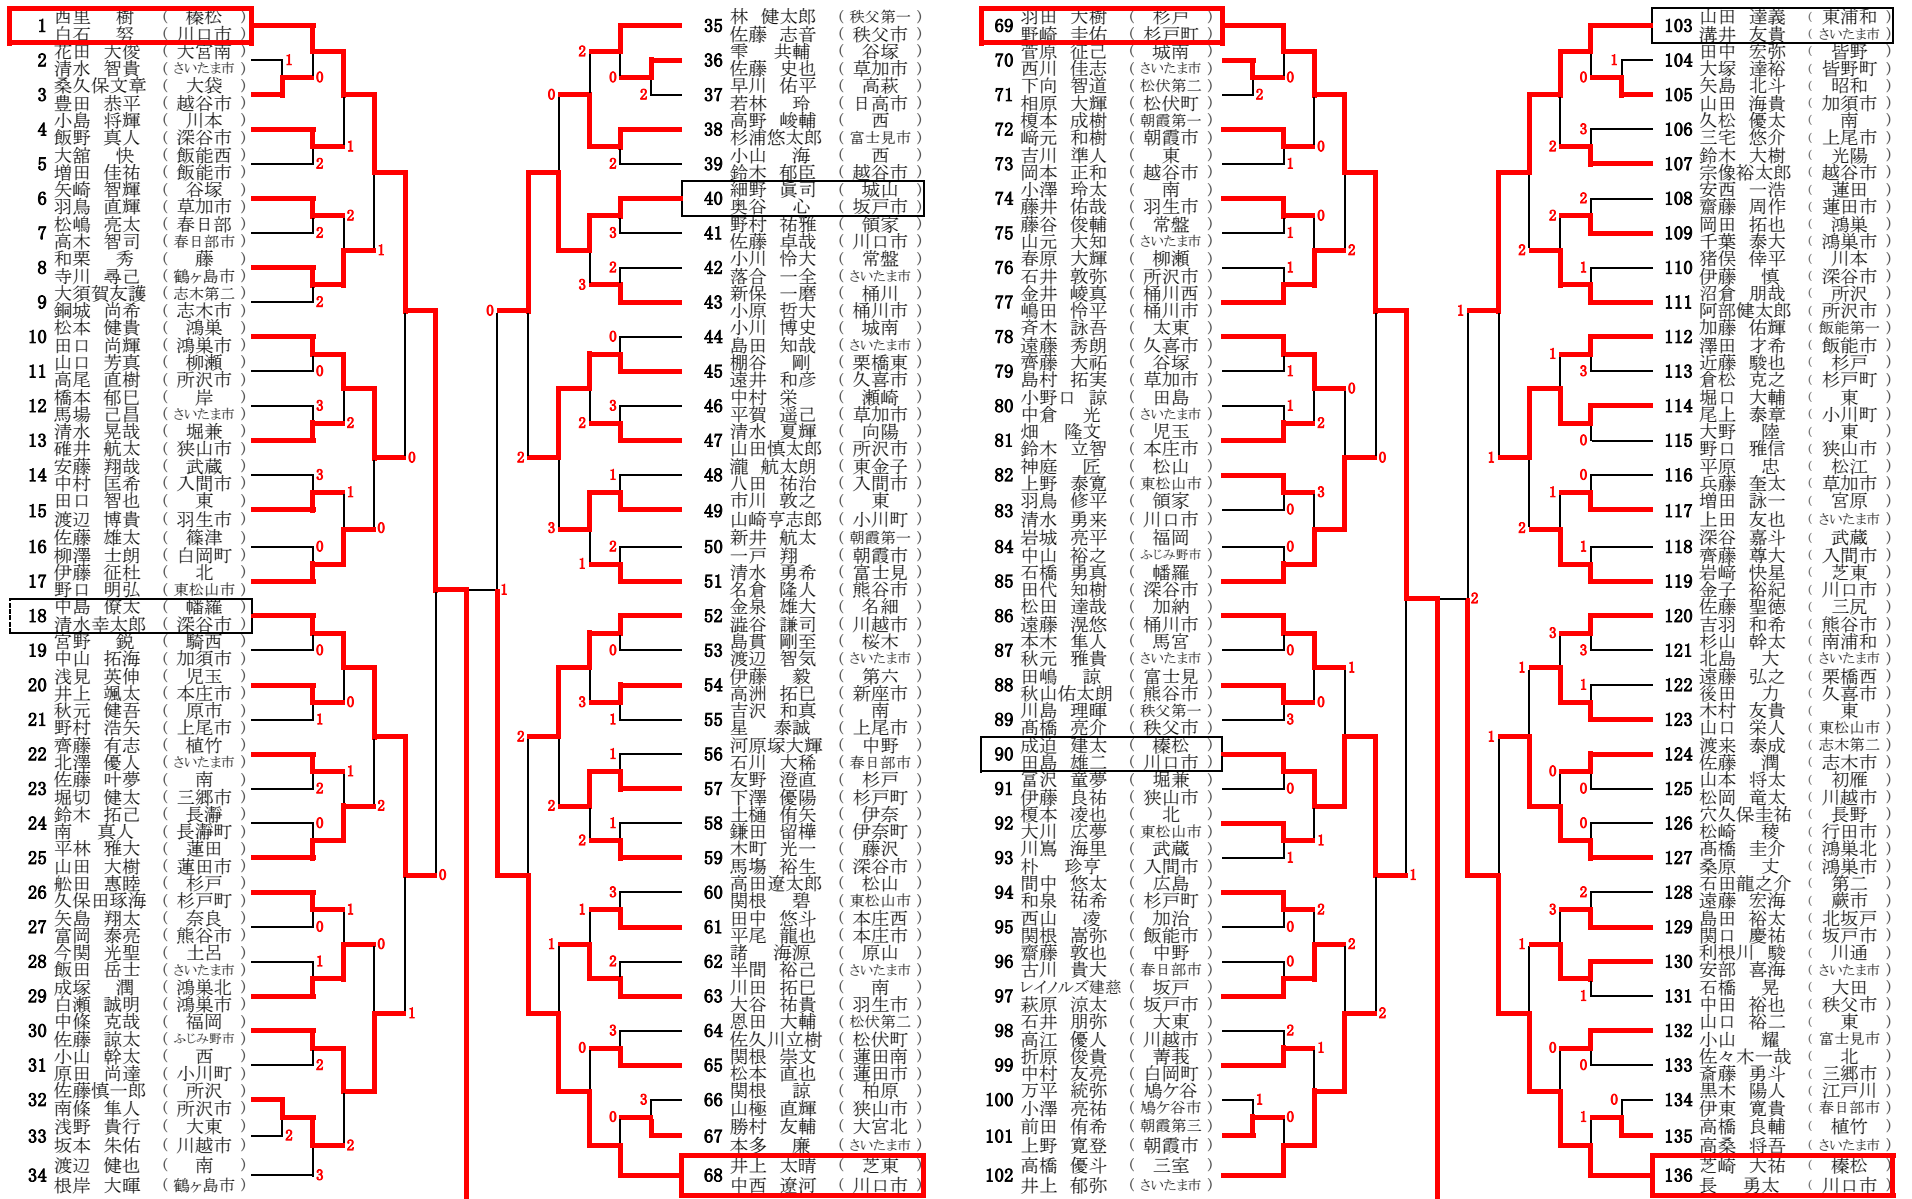 1 西里 樹 ( 榛松 )
白石 努 ( 川口市 )
2 花田 大俊 ( 大宮南 )
清水 智貴 ( さいたま市 )
3 桑久保文章 ( 大袋 )
豊田 恭平 ( 越谷市 )
4 小島 将輝 ( 川本 )
飯野 真人 ( 深谷市 )
5 大舘 快 ( 飯能西 )
増田 佳祐 ( 飯能市 )
6 矢崎 智輝 ( 谷塚 )
羽鳥 直輝 ( 草加市 )
7 松嶋 亮太 ( 春日部 )
高木 智司 ( 春日部市 )
8 和栗 秀 ( 藤 )
寺川 尋己 ( 鶴ヶ島市 )
9 大須賀友護 ( 志木第二 )
銅城 尚希 ( 志木市 )
10 松本 健貴 ( 鴻巣 )
田口 尚輝 ( 鴻巣市 )
11 山口 芳真 ( 柳瀬 )
高尾 直樹 ( 所沢市 )
12 橋本 郁巳 ( 岸 )
馬場 己昌 ( さいたま市 )
13 清水 晃哉 ( 堀兼 )
碓井 航太 ( 狭山市 )
14 安藤 翔哉 ( 武蔵 )
中村 匡希 ( 入間市 )
15 田口 智也 ( 東 )
渡辺 博貴 ( 羽生市 )
16 佐藤 雄太 ( 篠津 )
柳澤 士朗 ( 白岡町 )
17 伊藤 征杜 ( 北 )
野口 明弘 ( 東松山市 )
18 中島 僚太 ( 幡羅 )
清水幸太郎 ( 深谷市 )
19 宮野 鋭 ( 騎西 )
中山 拓海 ( 加須市 )
20 浅見 英伸 ( 児玉 )
井上 颯太 ( 本庄市 )
21 秋元 健吾 ( 原市 )
野村 浩矢 ( 上尾市 )
22 齊藤 有志 ( 植竹 )
北澤 優人 ( さいたま市 )
23 佐藤 叶夢 ( 南 )
堀切 健太 ( 三郷市 )
24 鈴木 拓己 ( 長瀞 )
南 真人 ( 長瀞町 )
25 平林 雅大 ( 蓮田 )
山田 大樹 ( 蓮田市 )
26 舩田 惠睦 ( 杉戸 )
久保田琢海 ( 杉戸町 )
27 矢島 翔太 ( 奈良 )
富岡 泰亮 ( 熊谷市 )
28 今関 光聖 ( 土呂 )
飯田 岳士 ( さいたま市 )
29 成塚 潤 ( 鴻巣北 )
白瀬 誠明 ( 鴻巣市 )
30 中條 克哉 ( 福岡 )
佐藤 諒太 ( ふじみ野市 )
31 小山 幹太 ( 西 )
原田 尚達 ( 小川町 )
32 佐藤慎一郎 ( 所沢 )
南條 隼人 ( 所沢市 )
33 浅野 貴行 ( 大東 )
坂本 朱佑 ( 川越市 )
34 渡辺 健也 ( 南 )
根岸 大暉 ( 鶴ヶ島市 )
35 林 健太郎 ( 秩父第一 )
佐藤 志音 ( 秩父市 )
36 雫 共輔 ( 谷塚 )
佐藤 史也 ( 草加市 )
37 早川 佑平 ( 高萩 )
若林 玲 ( 日高市 )
38 高野 峻輔 ( 西 )
杉浦悠太郎 ( 富士見市 )
39 小山 海 ( 西 )
鈴木 郁臣 ( 越谷市 )
40 細野 眞司 ( 城山 )
奥谷 心 ( 坂戸市 )
41 野村 祐雅 ( 領家 )
佐藤 卓哉 ( 川口市 )
42 小川 怜大 ( 常盤 )
落合 一全 ( さいたま市 )
43 新保 一磨 ( 桶川 )
小原 哲大 ( 桶川市 )
44 小川 博史 ( 城南 )
島田 知哉 ( さいたま市 )
45 棚谷 剛 ( 栗橋東 )
遠井 和彦 ( 久喜市 )
46 中村 栄 ( 瀬崎 )
平賀 遥己 ( 草加市 )
47 清水 夏輝 ( 向陽 )
山田慎太郎 ( 所沢市 )
48 瀧 航太朗 ( 東金子 )
八田 祐治 ( 入間市 )
49 市川 敦之 ( 東 )
山崎亨志郎 ( 小川町 )
50 新井 航太 ( 朝霞第一 )
一戸 翔 ( 朝霞市 )
51 清水 勇希 ( 富士見 )
名倉 隆人 ( 熊谷市 )
52 金泉 雄大 ( 名細 )
澁谷 謙司 ( 川越市 )
53 島貫 剛至 ( 桜木 )
渡辺 智気 ( さいたま市 )
54 伊藤 毅 ( 第六 )
高洲 拓巳 ( 新座市 )
55 吉沢 和真 ( 南 )
星 泰誠 ( 上尾市 )
56 河原塚大輝 ( 中野 )
石川 大稀 ( 春日部市 )
57 友野 澄直 ( 杉戸 )
下澤 優陽 ( 杉戸町 )
58 土樋 侑矢 ( 伊奈 )
鎌田 留樺 ( 伊奈町 )
59 木町 光一 ( 藤沢 )
馬場 裕生 ( 深谷市 )
60 高田遼太郎 ( 松山 )
関根 碧 ( 東松山市 )
61 田中 悠斗 ( 本庄西 )
平尾 龍也 ( 本庄市 )
62 諸 海源 ( 原山 )
半間 裕己 ( さいたま市 )
63 川田 拓巳 ( 南 )
大谷 祐貴 ( 羽生市 )
64 恩田 大輔 ( 松伏第二 )
佐久川立樹 ( 松伏町 )
65 関根 崇文 ( 蓮田南 )
松本 直也 ( 蓮田市 )
66 関根 諒 ( 柏原 )
山極 直輝 ( 狭山市 )
67 勝村 友輔 ( 大宮北 )
本多 廉 ( さいたま市 )
68 井上 太晴 ( 芝東 )
中西 遼河 ( 川口市 )
69 羽田 大樹 ( 杉戸 )
野崎 圭佑 ( 杉戸町 )
70 菅原 征己 ( 城南 )
西川 佳志 ( さいたま市 )
71 下向 智道 ( 松伏第二 )
相原 大輝 ( 松伏町 )
72 榎本 成樹 ( 朝霞第一 )
﨑元 和樹 ( 朝霞市 )
73 吉川 準人 ( 東 )
岡本 正和 ( 越谷市 )
74 小澤 玲太 ( 南 )
藤井 佑哉 ( 羽生市 )
75 藤谷 俊輔 ( 常盤 )
山元 大知 ( さいたま市 )
76 春原 大輝 ( 柳瀬 )
石井 敦弥 ( 所沢市 )
77 金井 崚真 ( 桶川西 )
嶋田 怜平 ( 桶川市 )
78 斉木 詠吾 ( 太東 )
遠藤 秀朗 ( 久喜市 )
79 齊藤 大祏 ( 谷塚 )
島村 拓実 ( 草加市 )
80 小野口 諒 ( 田島 )
中倉 光 ( さいたま市 )
81 畑 隆文 ( 児玉 )
鈴木 立智 ( 本庄市 )
82 神庭 匠 ( 松山 )
上野 泰寛 ( 東松山市 )
83 羽鳥 修平 ( 領家 )
清水 勇来 ( 川口市 )
84 岩城 亮平 ( 福岡 )
中山 裕之 ( ふじみ野市 )
85 石橋 勇真 ( 幡羅 )
田代 知樹 ( 深谷市 )
86 松田 達哉 ( 加納 )
遠藤 滉悠 ( 桶川市 )
87 本木 隼人 ( 馬宮 )
秋元 雅貴 ( さいたま市 )
88 田嶋 諒 ( 富士見 )
秋山佑太朗 ( 熊谷市 )
89 川島 理暉 ( 秩父第一 )
髙橋 亮介 ( 秩父市 )
90 成迫 建太 ( 榛松 )
田島 雄二 ( 川口市 )
91 富沢 童夢 ( 堀兼 )
伊藤 良祐 ( 狭山市 )
92 榎本 凌也 ( 北 )
大川 広夢 ( 東松山市 )
93 川嶌 海里 ( 武蔵 )
朴 珍亨 ( 入間市 )
94 間中 悠太 ( 広島 )
和泉 祐希 ( 杉戸町 )
95 西山 凌 ( 加治 )
関根 嵩弥 ( 飯能市 )
96 齋藤 敦也 ( 中野 )
古川 貴大 ( 春日部市 )
97 レイノルズ建慈 ( 坂戸 )
萩原 涼太 ( 坂戸市 )
98 石井 朋弥 ( 大東 )
高江 優人 ( 川越市 )
99 折原 俊貴 ( 菁莪 )
中村 友亮 ( 白岡町 )
100 万平 統弥 ( 鳩ケ谷 )
小澤 亮祐 ( 鳩ケ谷市 )
101 前田 侑希 ( 朝霞第三 )
上野 寛登 ( 朝霞市 )
102 高橋 優斗 ( 三室 )
井上 郁弥 ( さいたま市 )
103 山田 達義 ( 東浦和 )
溝井 友貴 ( さいたま市 )
104 田中 宏弥 ( 皆野 )
大塚 達裕 ( 皆野町 )
105 矢島 北斗 ( 昭和 )
山田 海貴 ( 加須市 )
106 久松 優太 ( 南 )
三宅 悠介 ( 上尾市 )
107 鈴木 大樹 ( 光陽 )
宗像裕太郎 ( 越谷市 )
108 安西 一浩 ( 蓮田 )
齋藤 周作 ( 蓮田市 )
109 岡田 拓也 ( 鴻巣 )
千葉 泰大 ( 鴻巣市 )
110 猪俣 倖平 ( 川本 )
伊藤 慎 ( 深谷市 )
111 沼倉 朋哉 ( 所沢 )
阿部健太郎 ( 所沢市 )
112 加藤 佑輝 ( 飯能第一 )
澤田 才希 ( 飯能市 )
113 近藤 駿也 ( 杉戸 )
倉松 克之 ( 杉戸町 )
114 堀口 大輔 ( 東 )
尾上 泰章 ( 小川町 )
115 大野 陸 ( 東 )
野口 雅信 ( 狭山市 )
116 平原 忠 ( 松江 )
兵藤 奎太 ( 草加市 )
117 増田 詠一 ( 宮原 )
上田 友也 ( さいたま市 )
118 深谷 嘉斗 ( 武蔵 )
齊藤 尊大 ( 入間市 )
119 岩﨑 快星 ( 芝東 )
金子 裕紀 ( 川口市 )
120 佐藤 聖徳 ( 三尻 )
吉羽 和希 ( 熊谷市 )
121 杉山 幹太 ( 南浦和 )
北島 大 ( さいたま市 )
122 遠藤 弘之 ( 栗橋西 )
後田 力 ( 久喜市 )
123 木村 友貴 ( 東 )
山口 栄人 ( 東松山市 )
124 渡来 泰成 ( 志木第二 )
佐藤 潤 ( 志木市 )
125 山本 将太 ( 初雁 )
松岡 竜太 ( 川越市 )
126 穴久保圭祐 ( 長野 )
松崎 稜 ( 行田市 )
127 髙橋 圭介 ( 鴻巣北 )
桑原 丈 ( 鴻巣市 )
128 石田龍之介 ( 第二 )
遠藤 宏海 ( 蕨市 )
129 島田 裕太 ( 北坂戸 )
関口 慶祐 ( 坂戸市 )
130 利根川 駿 ( 川通 )
安部 喜海 ( さいたま市 )
131 石橋 晃 ( 大田 )
中田 裕也 ( 秩父市 )
132 山口 裕二 ( 東 )
小山 耀 ( 富士見市 )
133 佐々木一哉 ( 北 )
斎藤 勇斗 ( 三郷市 )
134 黒木 陽人 ( 江戸川 )
伊東 寛貴 ( 春日部市 )
135 高橋 良輔 ( 植竹 )
高桑 将吾 ( さいたま市 )
136 芝崎 大祐 ( 榛松 )
長 勇太 ( 川口市 )